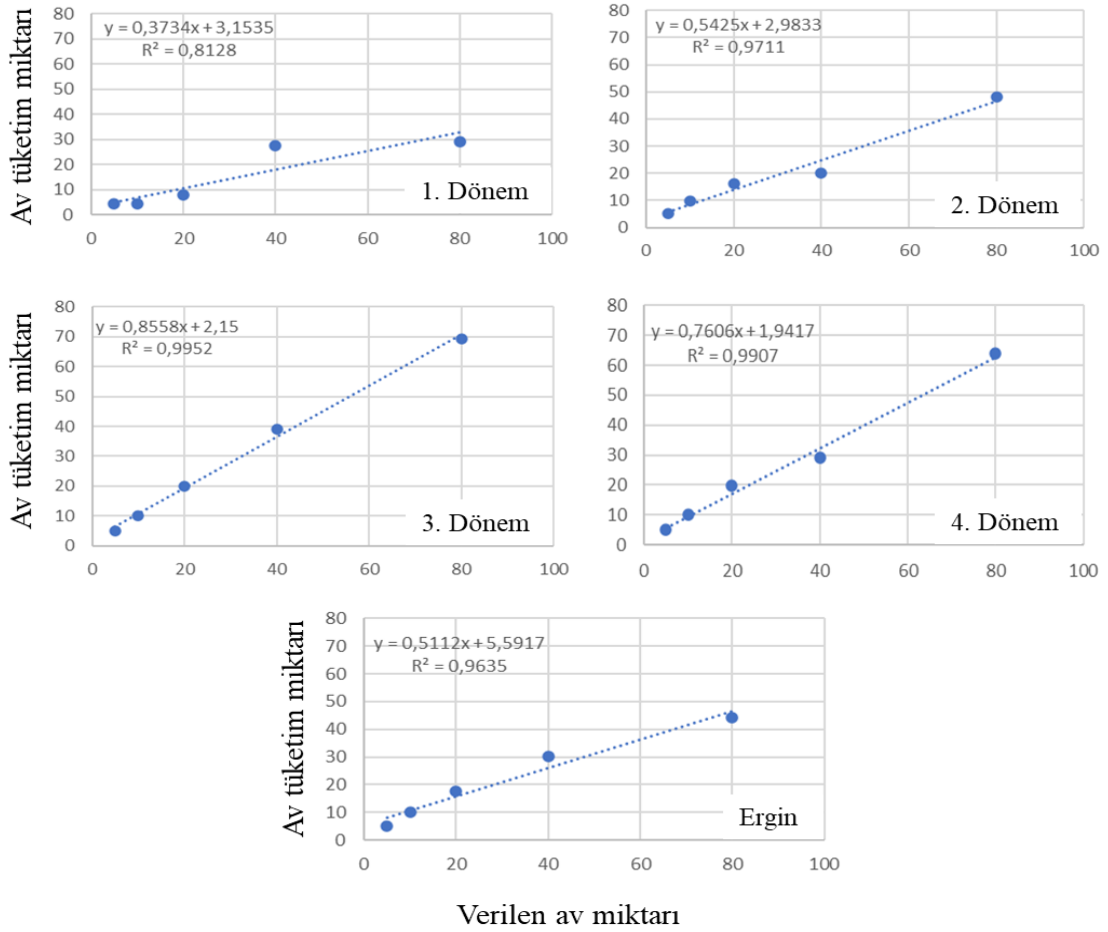 Av tüketim miktarı
80
70
60
50
40
30
20
10
0
y = 0,3734x + 3,1535
R² = 0,8128
1. Dönem
0 20 40 60 80 100
80
70
60
50
40
30
20
10
0
y = 0,5425x + 2,9833
R² = 0,9711
2. Dönem
0 20 40 60 80 100
Av tüketim miktarı
80
70
60
50
40
30
20
10
0
y = 0,8558x + 2,15
R² = 0,9952
3. Dönem
0 20 40 60 80 100
80
70
60
50
40
30
20
10
0
y = 0,7606x + 1,9417
R² = 0,9907
4. Dönem
0 20 40 60 80 100
Av tüketim miktarı
80
70
60
50
40
30
20
10
0
y = 0,5112x + 5,5917
R² = 0,9635
Ergin
0 20 40 60 80 100
Verilen av miktarı